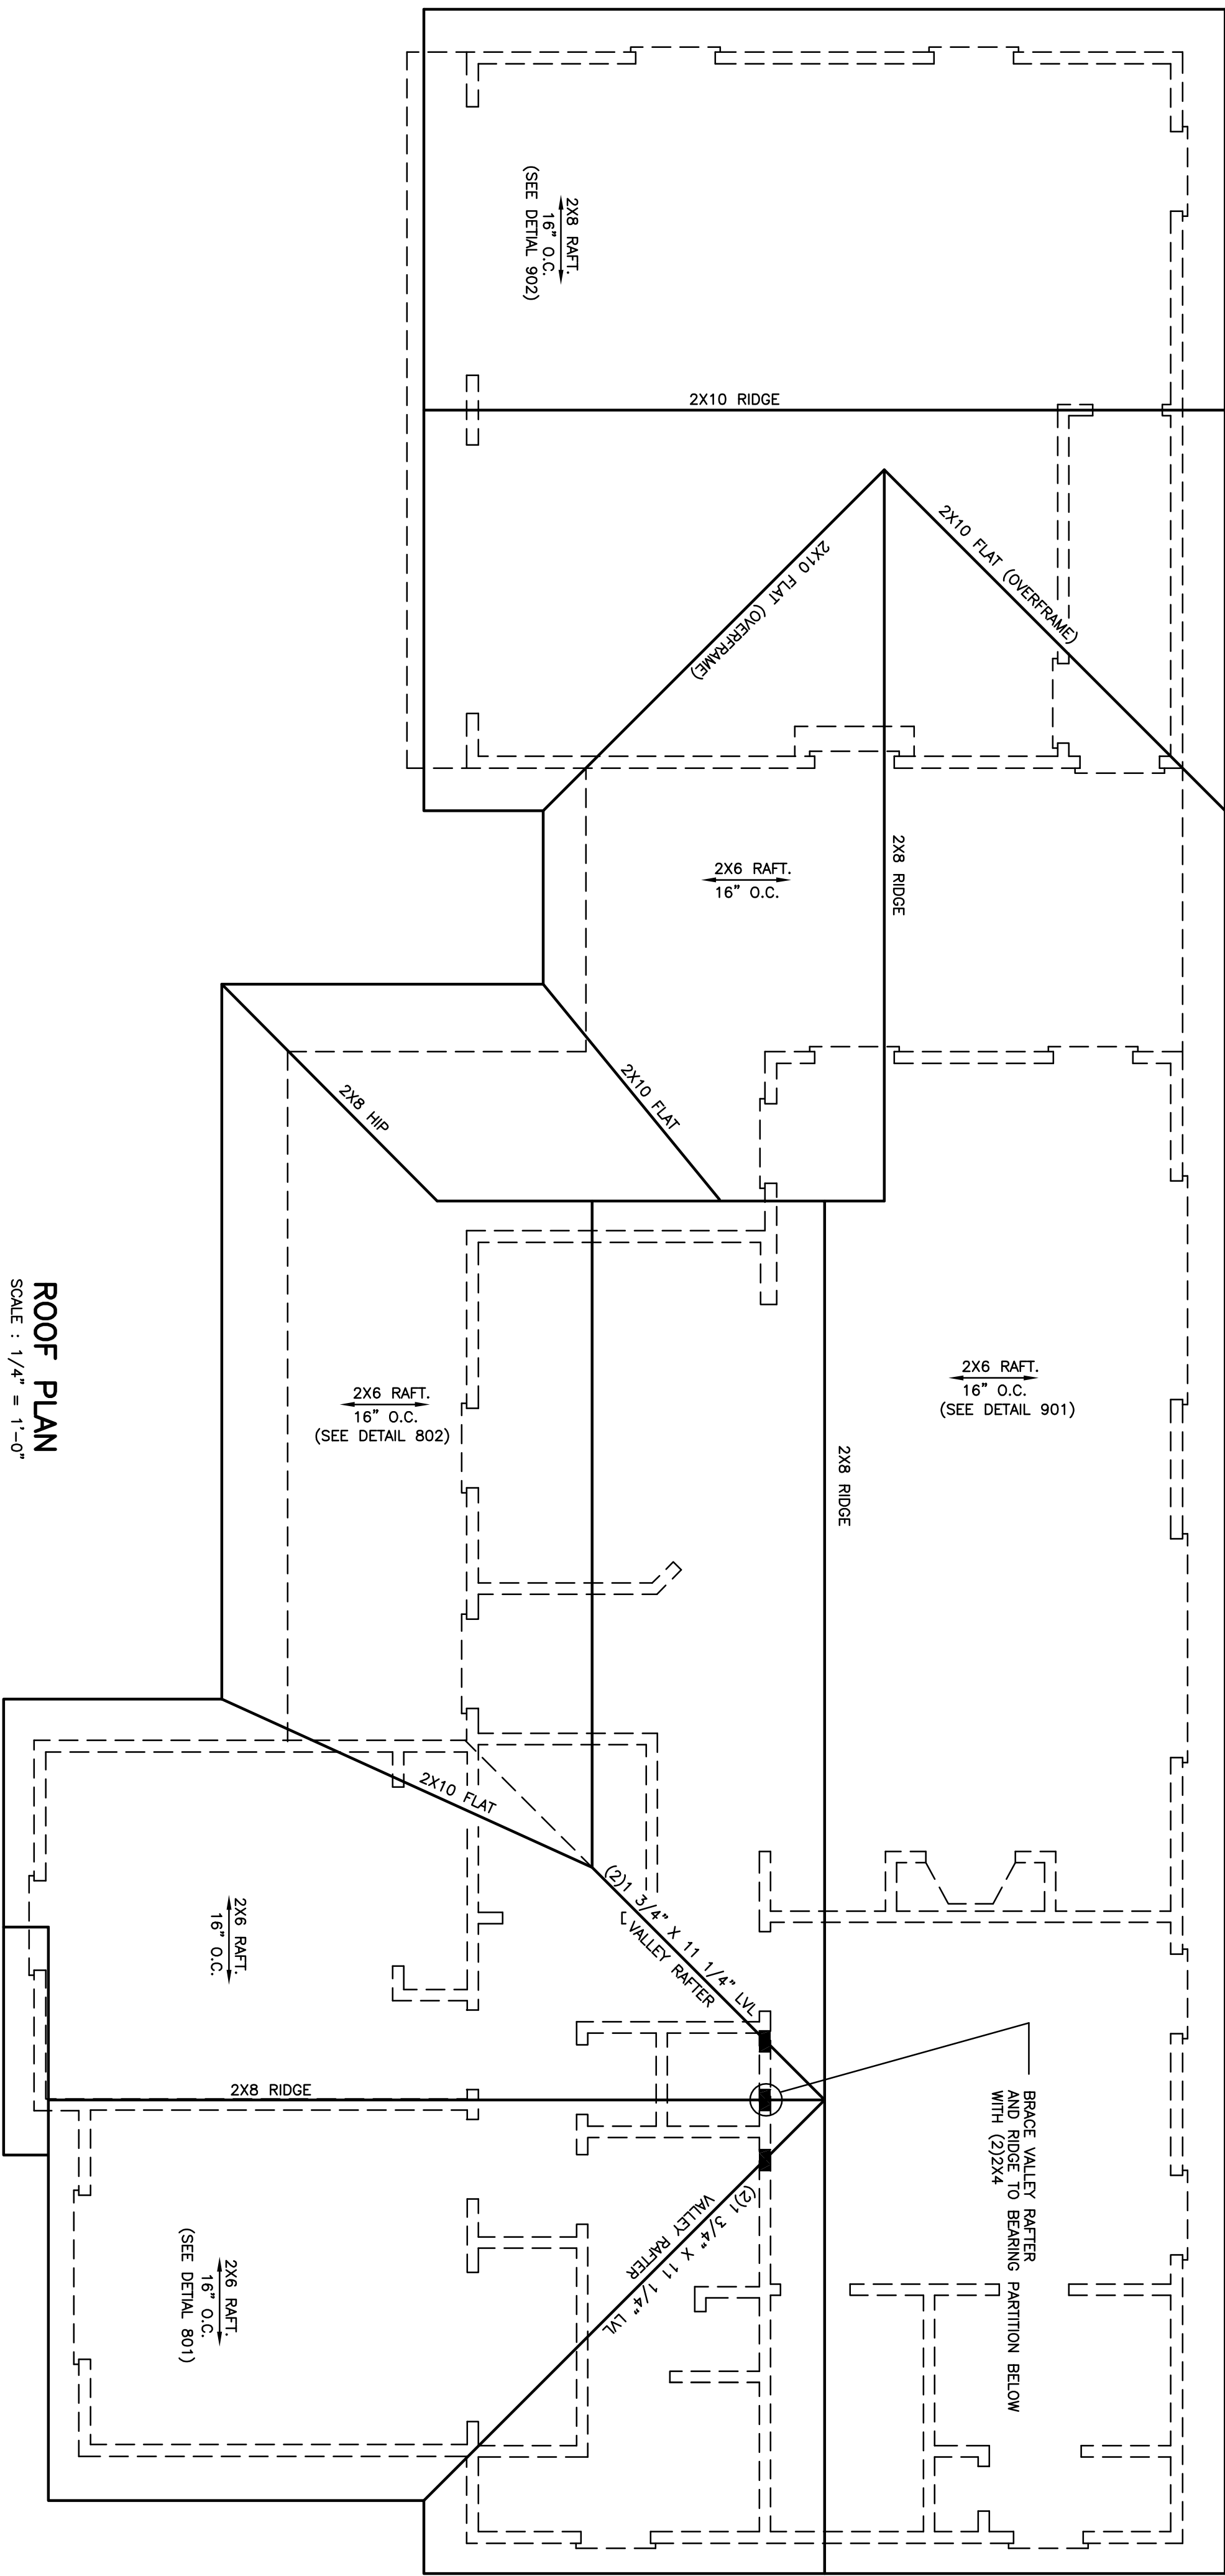 2X8 RAFT.
16" O.C.
(SEE DETIAL 902)
2X10 RIDGE
2X10 FLAT (OVERFRAME)
2X10 FLAT (OVERFRAME)
2X6 RAFT.
16" O.C.
2X8 RIDGE
2X10 FLAT
2X8 HIP
2X6 RAFT.
16" O.C.
(SEE DETAIL 901)
2X6 RAFT.
16" O.C.
(SEE DETAIL 802)
2X8 RIDGE
ROOF PLAN
SCALE : 1/4" = 1'-0"
2X10 FLAT
(2)1 3/4" X 11 1/4" LVL
VALLEY RAFTER
2X6 RAFT.
16" O.C.
2X8 RIDGE
BRACE VALLEY RAFTER
AND RIDGE TO BEARING PARTITION BELOW
WITH (2)2X4
(2)1 3/4" X 11 1/4" LVL
VALLEY RAFTER
2X6 RAFT.
16" O.C.
(SEE DETIAL 801)